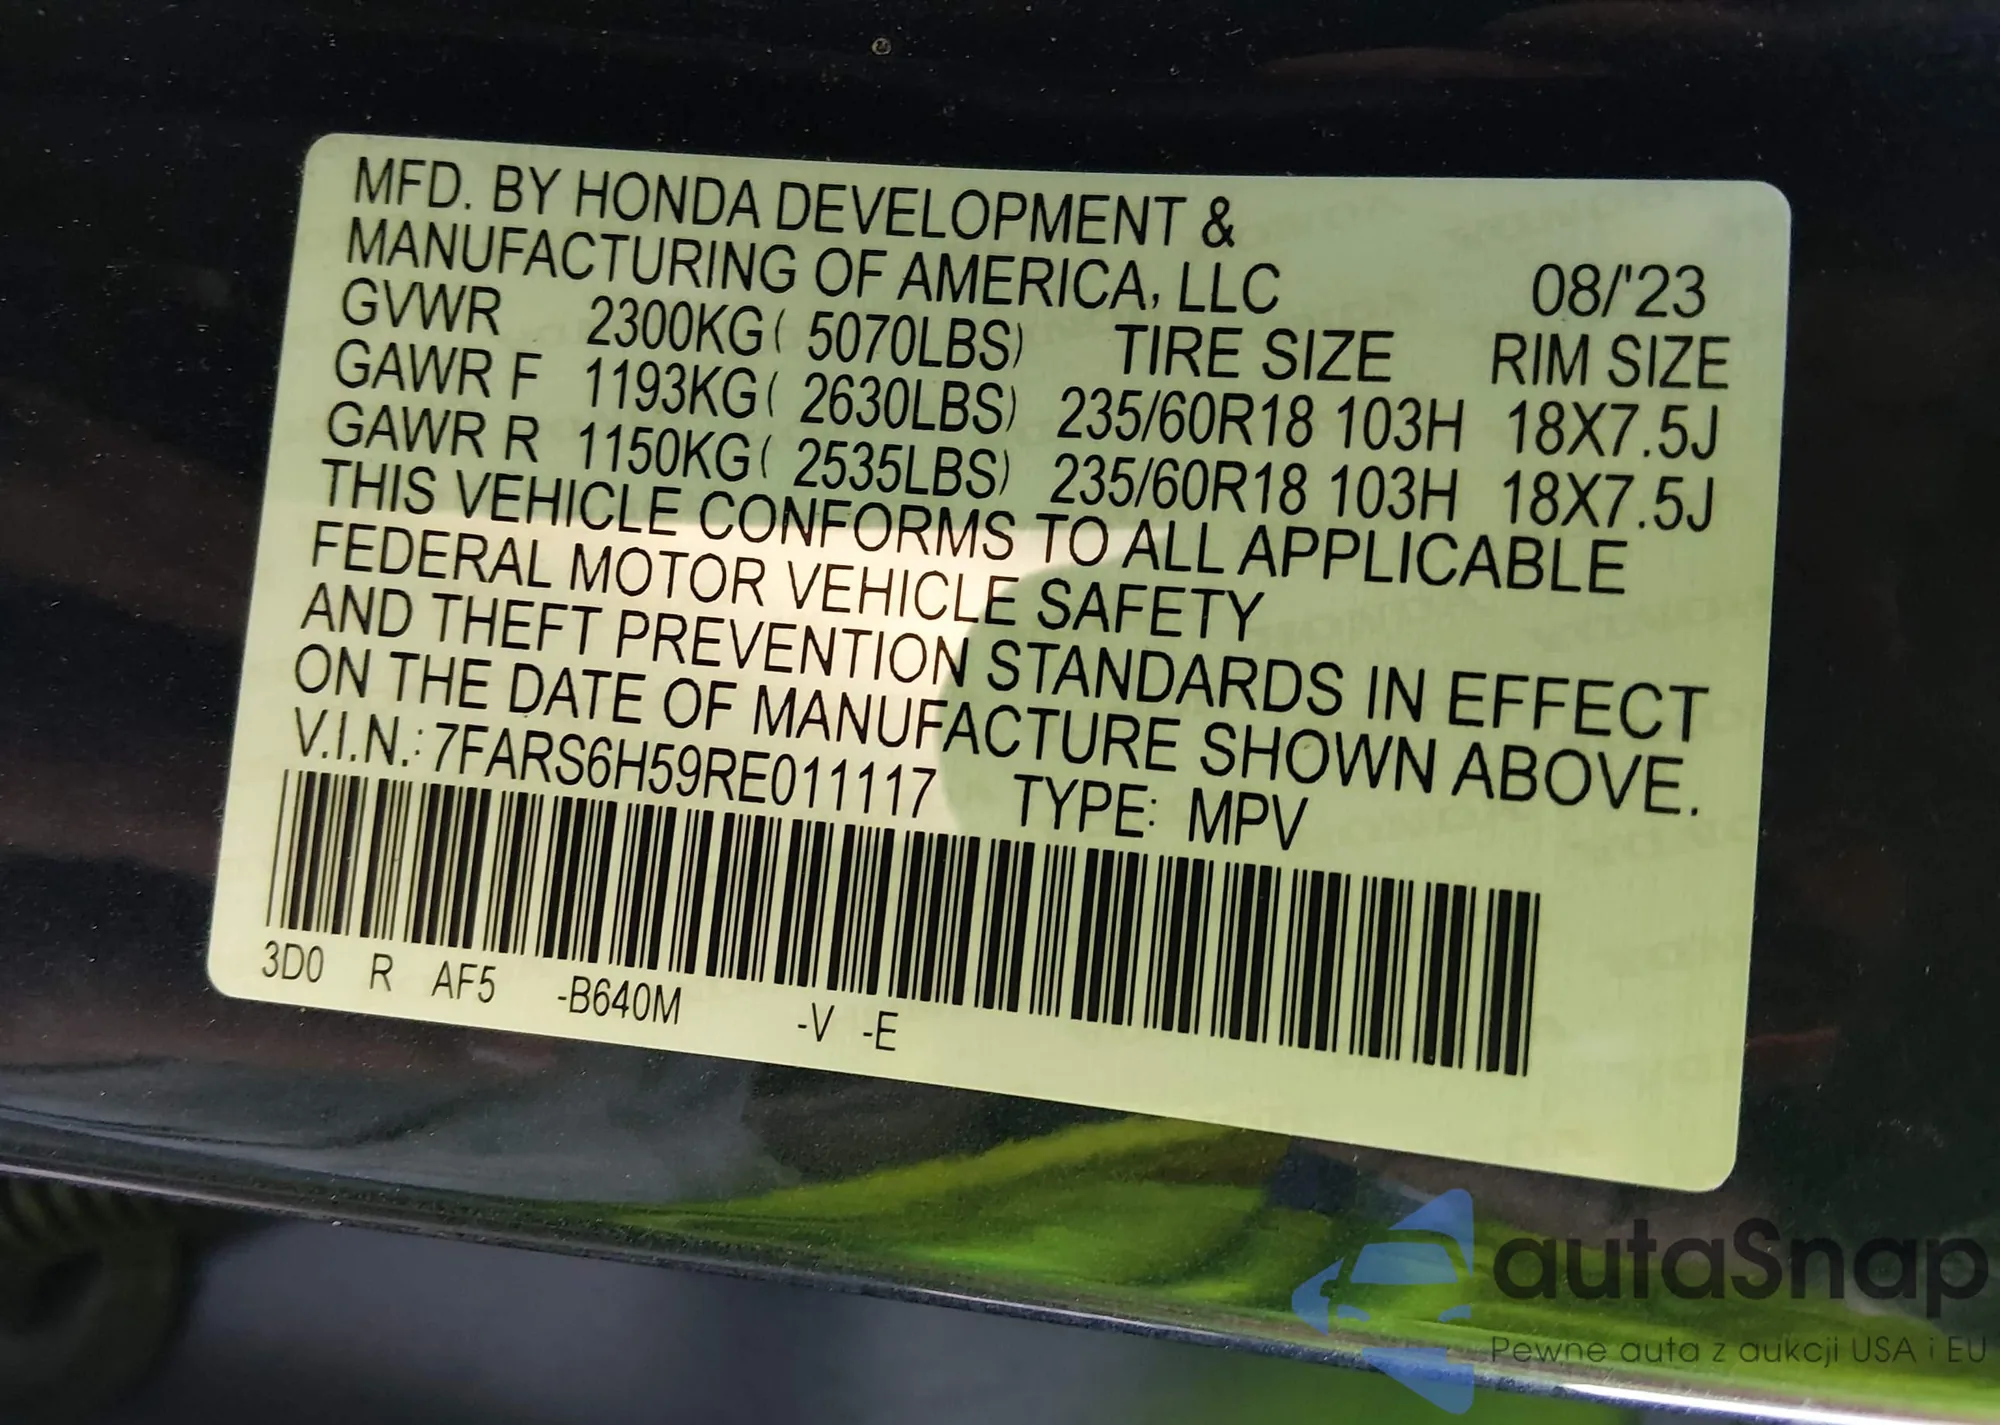 MFD. BY HONDA DEVELOPMENT &
MANUFACTURING OF AMERICA, LLC 08/'23
GVWR 2300KG( 5070LBS) TIRE SIZE RIM SIZE
GAWR F 1193KG( 2630LBS) 235/60R18 103H 18X7.5J
GAWR R 1150KG( 2535LBS) 235/60R18 103H 18X7.5J
THIS VEHICLE CONFORMS TO ALL APPLICABLE
FEDERAL MOTOR VEHICLE SAFETY
AND THEFT PREVENTION STANDARDS IN EFFECT
ON THE DATE OF MANUFACTURE SHOWN ABOVE.
V.I.N.: 7FARS6H59RE011117 TYPE: MPV
3D0 R AF5 -B640M -V -E
autaSnap
Pewne auta z aukcji USA i EU